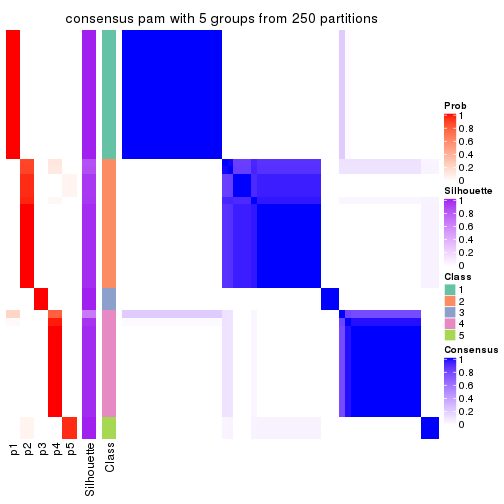 consensus pam with 5 groups from 250 partitions
Prob
1
0.8
0.6
0.4
0.2
0
Silhouette
1
0.8
0.6
0.4
0.2
0
Class
1
2
3
4
5
Consensus
1
0.8
0.6
0.4
0.2
0
p1
p2
p3
p4
p5
Silhouette
Class